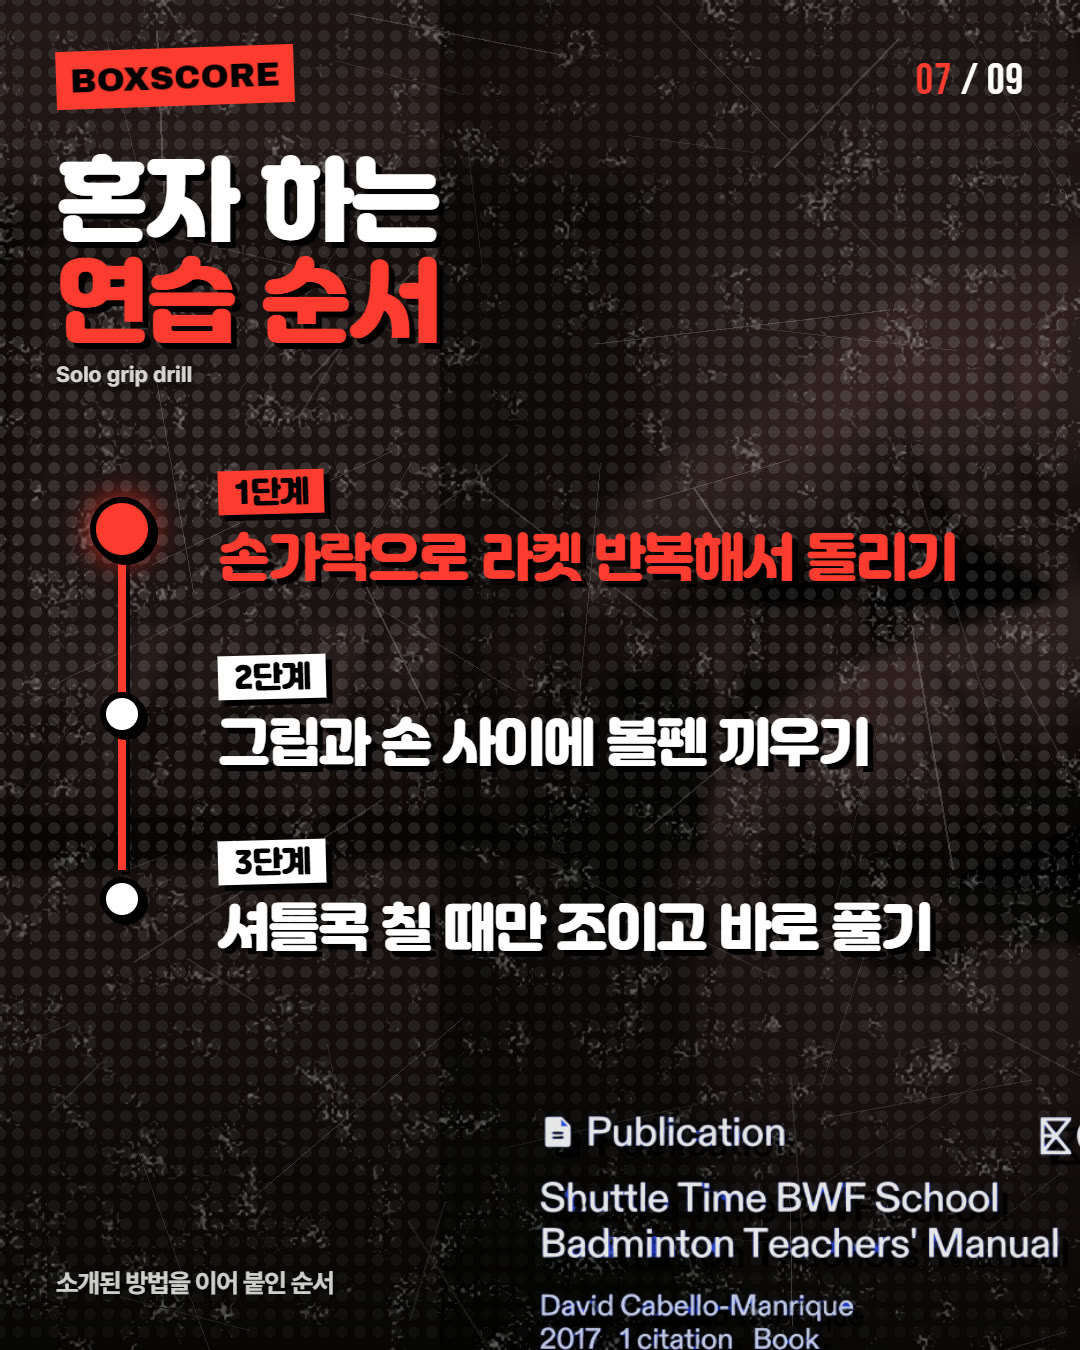 BOXSCORE
07 / 09
혼자 하는
연습 순서
Solo grip drill
1단계
손가락으로 라켓 반복해서 돌리기
2단계
그립과 손 사이에 볼펜 끼우기
3단계
셔틀콕 칠 때만 조이고 바로 풀기
Publication
Shuttle Time BWF School
Badminton Teachers' Manual
David Cabello-Manrique
2017 1 citation Book
소개된 방법을 이어 붙인 순서